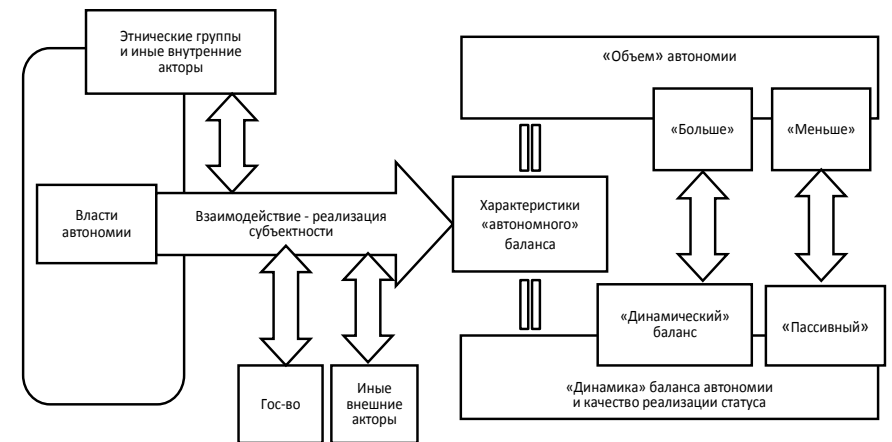 Этнические группы
и иные внутренние
акторы
«Объем» автономии
«Больше»
«Меньше»
Власти
автономии
Взаимодействие - реализация
субъектности
Характеристики
«автономного»
баланса
«Динамический»
баланс
«Пассивный»
Гос-во
Иные
внешние
акторы
«Динамика» баланса автономии
и качество реализации статуса